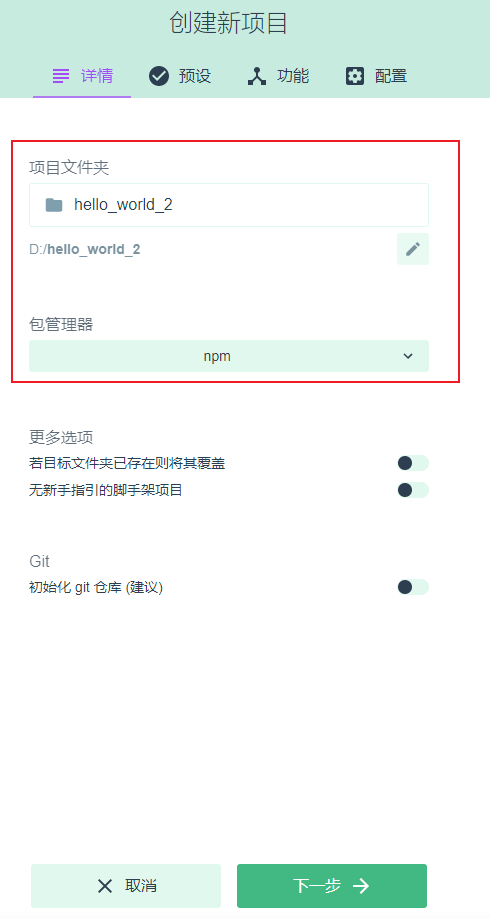 创建新项目
详情 预设 功能 配置
项目文件夹
hello_world_2
D:/hello_world_2
包管理器
npm
更多选项
若目标文件夹已存在则将其覆盖
无新手指引的脚手架项目
Git
初始化 git 仓库 (建议)
取消 下一步